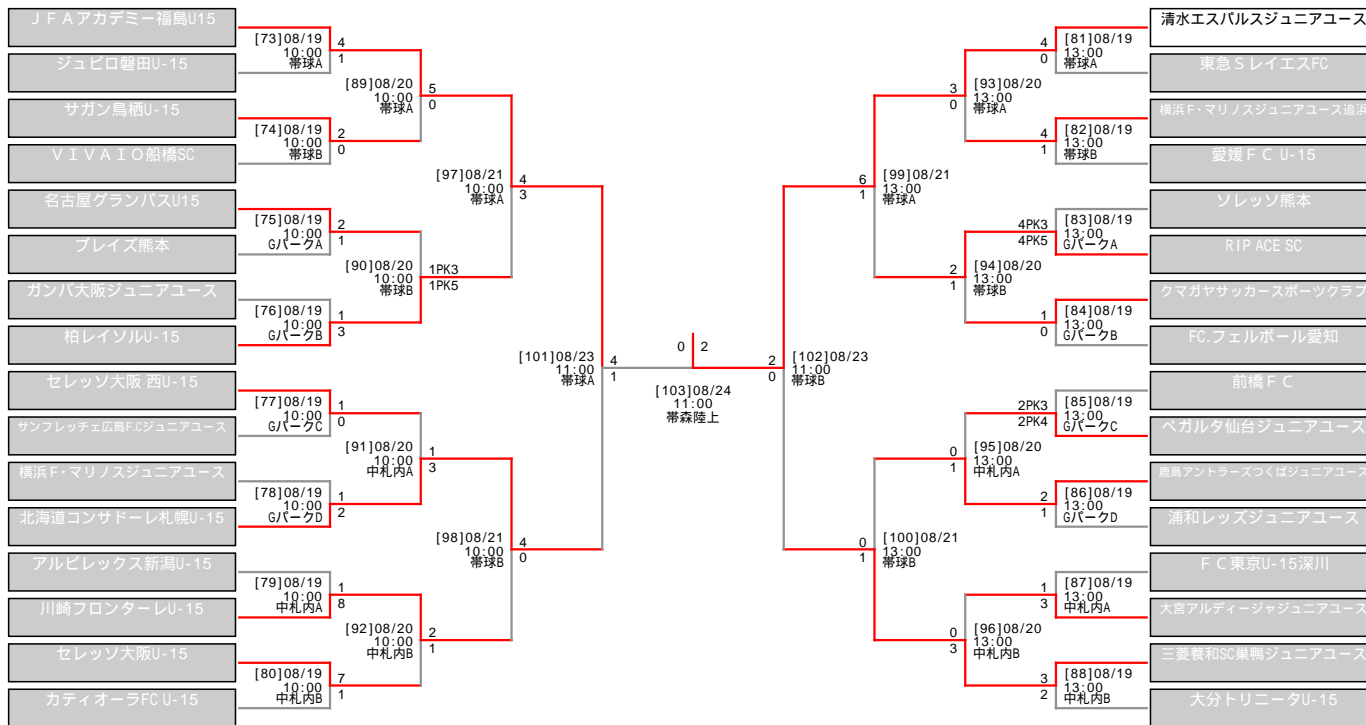 ＪＦＡアカデミー福島U15
ジュビロ磐田U-15
サガン鳥栖U-15
ＶＩＶＡＩＯ船橋SC
名古屋グランパスU15
ブレイズ熊本
ガンバ大阪ジュニアユース
柏レイソルU-15
セレッソ大阪 西U-15
サンフレッチェ広島F.Cジュニアユース
横浜Ｆ・マリノスジュニアユース
北海道コンサドーレ札幌U-15
アルビレックス新潟U-15
川崎フロンターレU-15
セレッソ大阪U-15
カティオーラFC U-15
[73]08/19
10:00
帯球A
4
1
[74]08/19
10:00
帯球B
2
0
[75]08/19
10:00
GパークA
2
1
[76]08/19
10:00
GパークB
1
3
[77]08/19
10:00
GパークC
1
0
[78]08/19
10:00
GパークD
1
2
[79]08/19
10:00
中札内A
1
8
[80]08/19
10:00
中札内B
7
1
[89]08/20
10:00
帯球A
5
0
[90]08/20
10:00
帯球B
1PK3
1PK5
[91]08/20
10:00
中札内A
1
3
[92]08/20
10:00
中札内B
2
1
[97]08/21
10:00
帯球A
4
3
[98]08/21
10:00
帯球B
4
0
[101]08/23
11:00
帯球A
4
1
0 2
[103]08/24
11:00
帯森陸上
2
0
[102]08/23
11:00
帯球B
6
1
[99]08/21
13:00
帯球A
0
1
[100]08/21
13:00
帯球B
3
0
[93]08/20
13:00
帯球A
2
1
[94]08/20
13:00
帯球B
0
1
[95]08/20
13:00
中札内A
0
3
[96]08/20
13:00
中札内B
4
0
[81]08/19
13:00
帯球A
4
1
[82]08/19
13:00
帯球B
4PK3
4PK5
[83]08/19
13:00
GパークA
1
0
[84]08/19
13:00
GパークB
2PK3
2PK4
[85]08/19
13:00
GパークC
2
1
[86]08/19
13:00
GパークD
1
3
[87]08/19
13:00
中札内A
3
2
[88]08/19
13:00
中札内B
清水エスパルスジュニアユース
東急ＳレイエスFC
横浜Ｆ・マリノスジュニアユース追浜
愛媛ＦＣ U-15
ソレッソ熊本
RIP ACE SC
クマガヤサッカースポーツクラブ
FC.フェルボール愛知
前橋ＦＣ
ベガルタ仙台ジュニアユース
鹿島アントラーズつくばジュニアユース
浦和レッズジュニアユース
ＦＣ東京U-15深川
大宮アルディージャジュニアユース
三菱養和SC巣鴨ジュニアユース
大分トリニータU-15